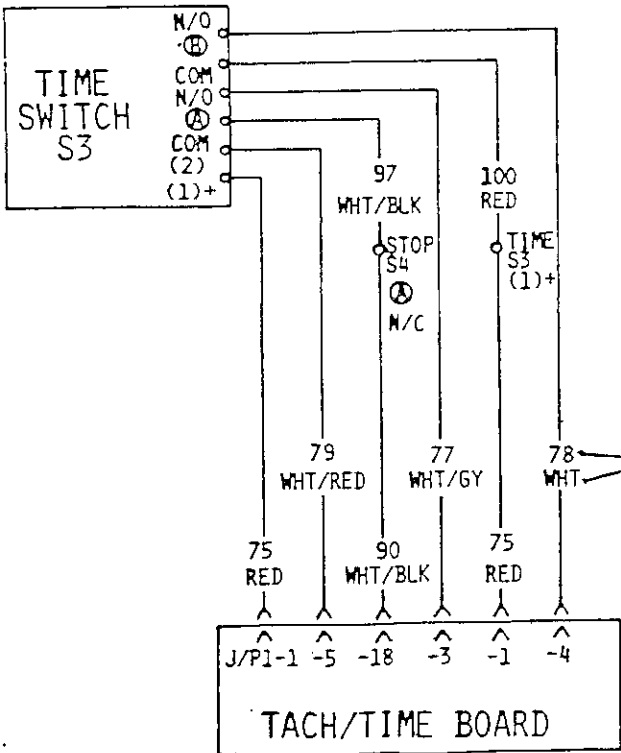 N/O
Ⓑ
COM
N/O
Ⓐ
COM
(2)
(1)+
TIME
SWITCH
S3
97
WHT/BLK
100
RED
STOP
S4
Ⓐ
N/C
TIME
S3
(1)+
79
WHT/RED
77
WHT/GY
78
WHT
75
RED
90
WHT/BLK
75
RED
J/P1-1 -5 -18 -3 -1 -4
TACH/TIME BOARD